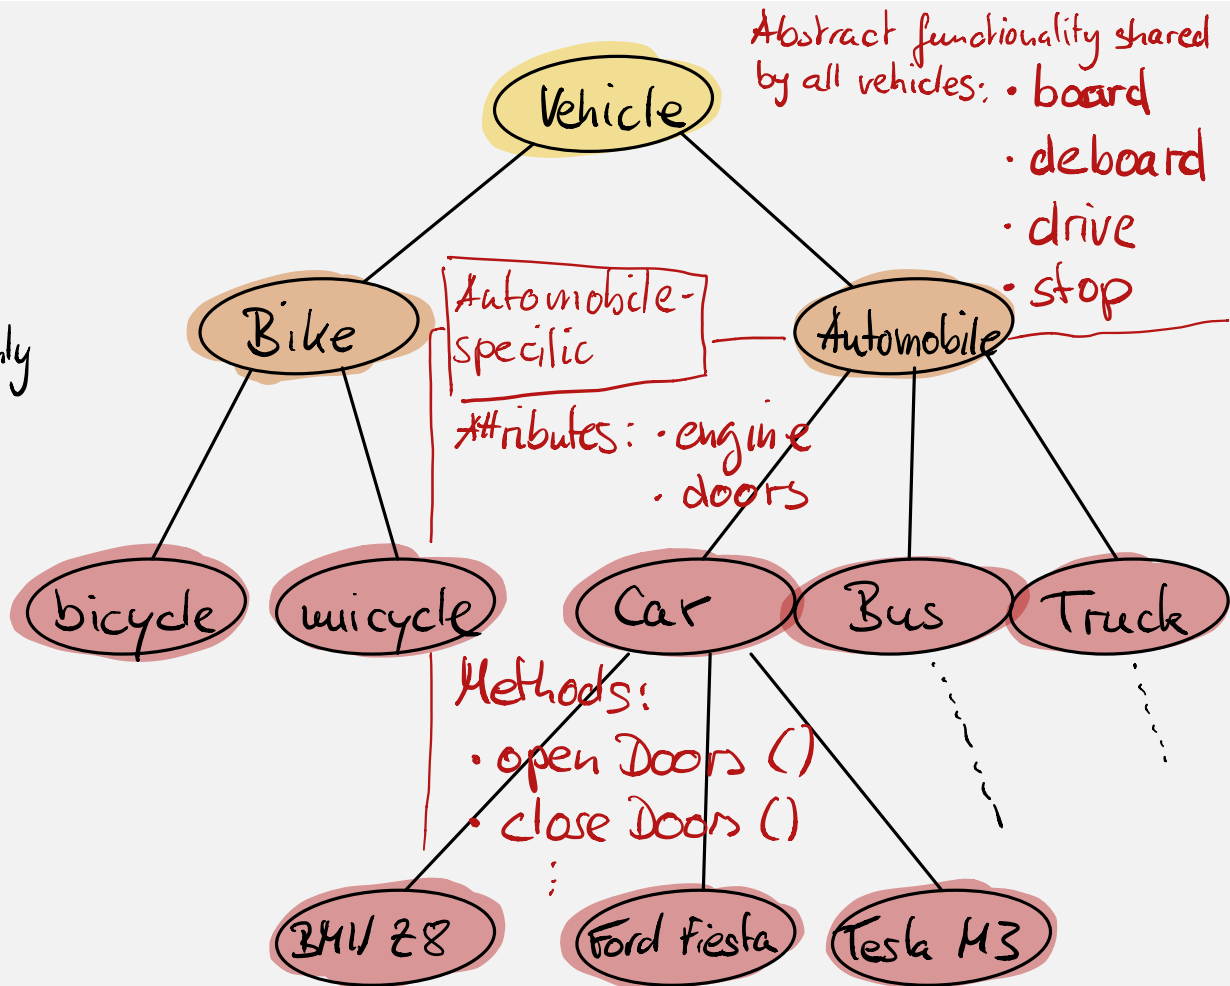 Abstract functionality shared
by all vehicles: · board
· deboard
· drive
· stop
Vehicle
Bike
Automobile-
specific
Automobile
Attributes: · engine
· doors
bicycle
unicycle
Car
Bus
Truck
Methods:
· open Doors ()
· close Doors ()
BMW Z8
Ford Fiesta
Tesla M3